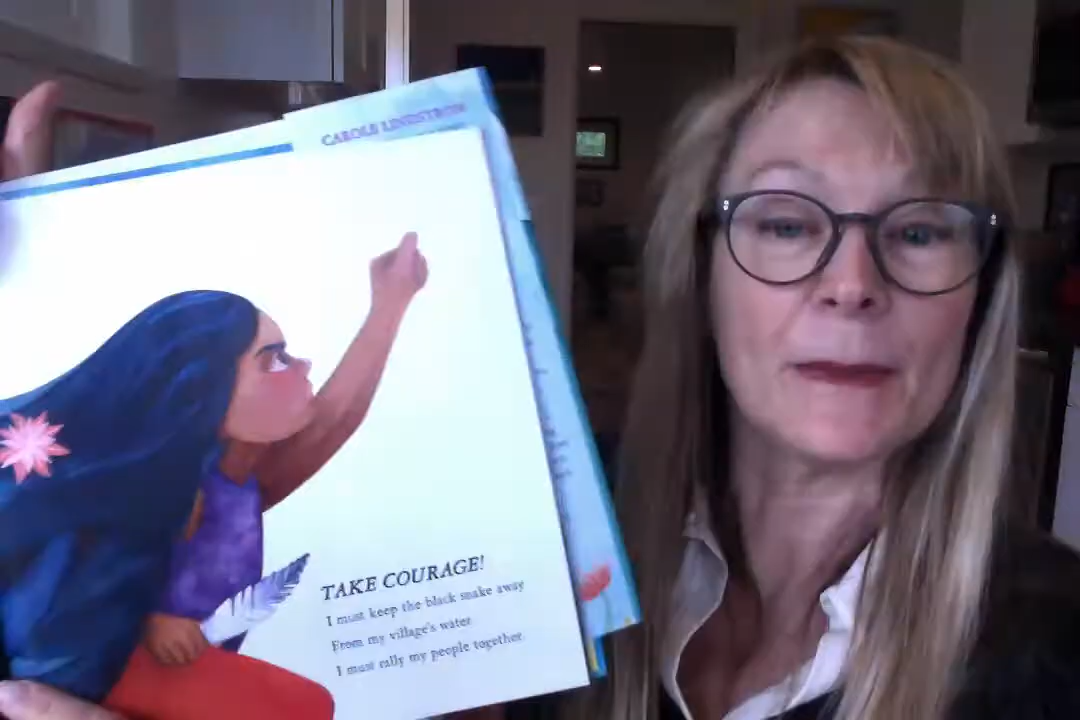 CAROLE LINDSTROM
TAKE COURAGE!
I must keep the black snake away
From my village's water.
I must rally my people together.